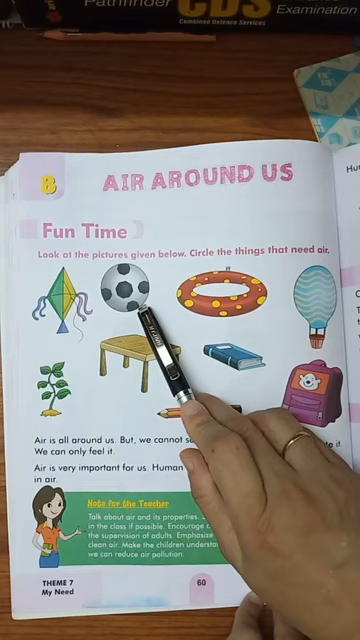 Pathfinder CDS Examination
Combined Defence Services
8 AIR AROUND US
Fun Time
Look at the pictures given below. Circle the things that need air.
Air is all around us. But, we cannot
We can only feel it.
Air is very important for us. Human
in air.
Note for the Teacher
Talk about air and its properties.
in the class if possible. Encourage
the supervision of adults. Emphasize
clean air. Make the children understand
we can reduce air pollution.
THEME 7
My Need
60